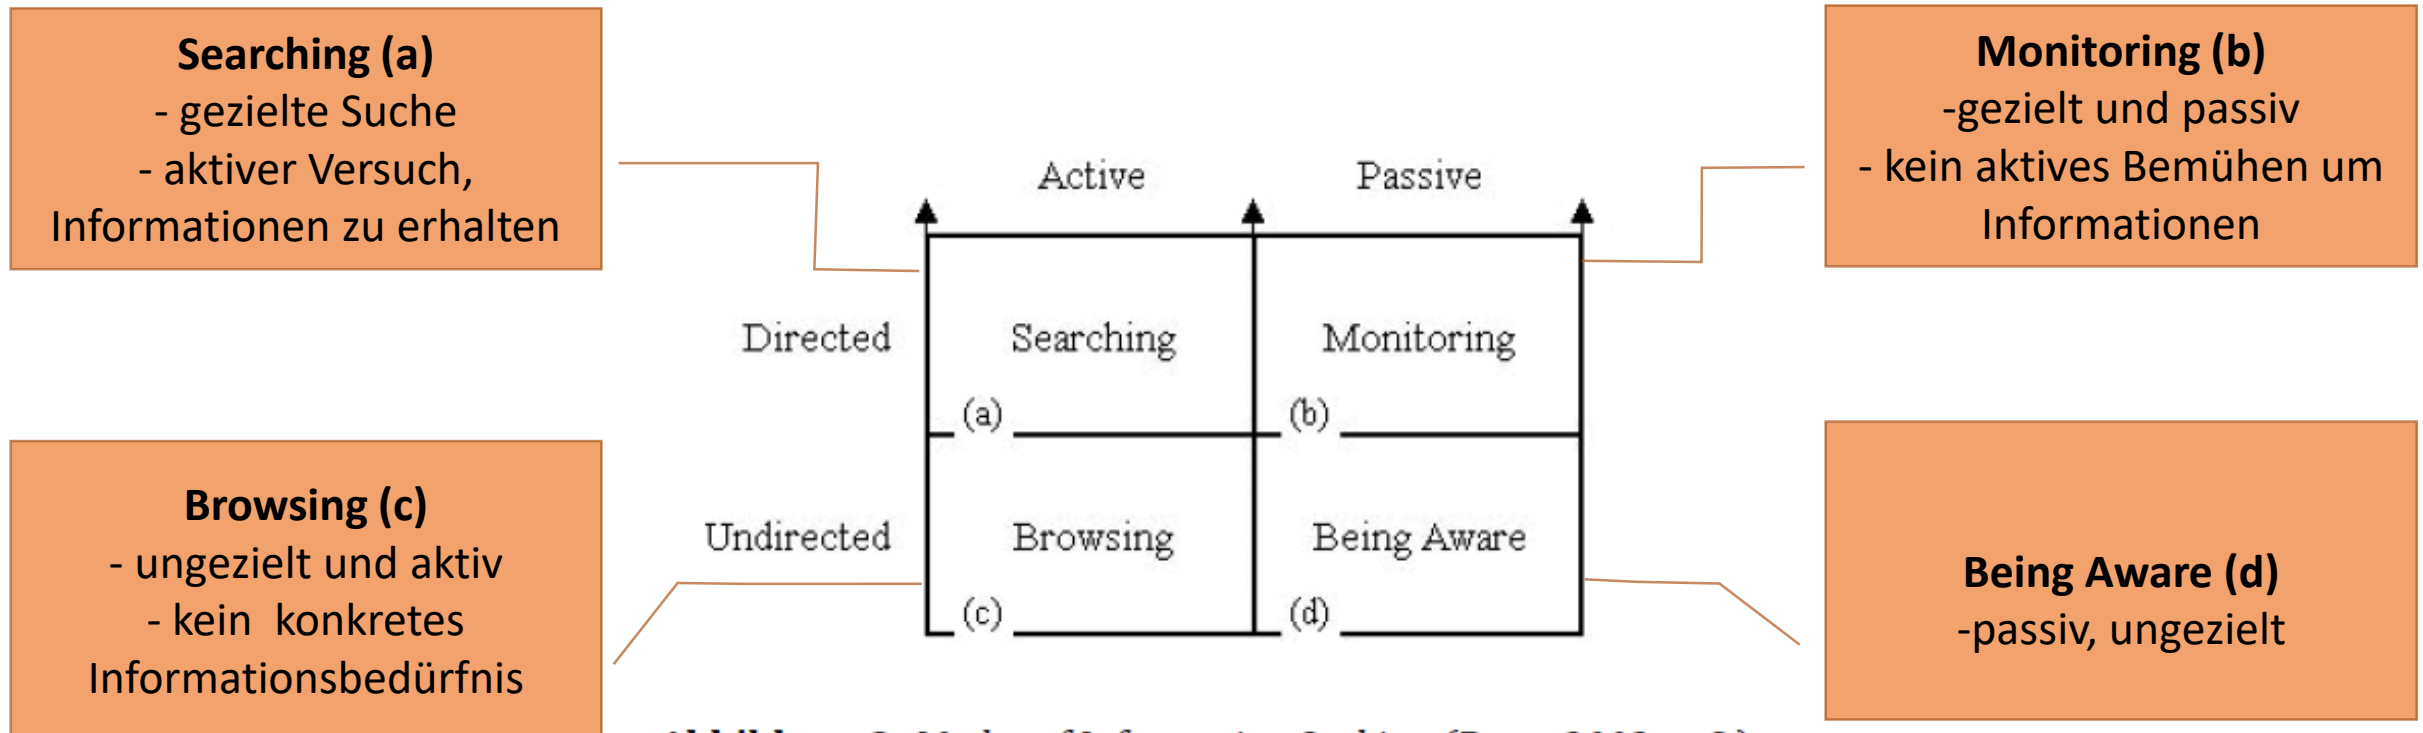 Searching (a)
- gezielte Suche
- aktiver Versuch,
Informationen zu erhalten
Monitoring (b)
-gezielt und passiv
- kein aktives Bemühen um
Informationen
Active Passive
Directed Searching Monitoring
(a) (b)
Undirected Browsing Being Aware
(c) (d)
Browsing (c)
- ungezielt und aktiv
- kein  konkretes
Informationsbedürfnis
Being Aware (d)
-passiv, ungezielt